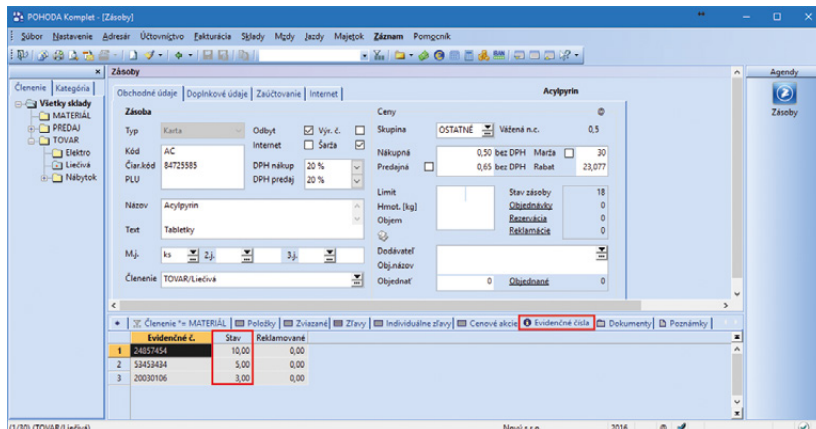 POHODA Komplet - [Zásoby]
Súbor Nastavenie Adresár Účtovníctvo Fakturácia Sklady Mzdy Jazdy Majetok Záznam Pomocník
Zásoby
Agendy
Členenie Kategória
Všetky sklady
MATERIÁL
PREDAJ
TOVAR
Elektro
Liečivá
Nábytok
Obchodné údaje Doplnkové údaje Zaúčtovanie Internet Acylpyrin
Zásoby
Zásoba
Typ Karta Odbyt Výr. č.
Internet Šarža
Kód AC
Čiar.kód 84725585 DPH nákup 20 %
PLU DPH predaj 20 %
Názov Acylpyrin
Text Tabletky
M.j. ks 2.j. 3.j.
Členenie TOVAR/Liečivá
Ceny
Skupina OSTATNÉ Vážená n.c. 0,5
Nákupná 0,50 bez DPH Marža 30
Predajná 0,65 bez DPH Rabat 23,077
Limit Stav zásoby 18
Hmot. [kg] Objednávky 0
Objem Rezervácia 0
Reklamácie 0
Dodávateľ
Obj.názov
Objednať 0 Objednané 0
Členenie *= MATERIÁL Položky Zviazané Zľavy Individuálne zľavy Cenové akcie Evidenčné čísla Dokumenty Poznámky
Evidenčné č. Stav Reklamované
1 24857454 10,00 0,00
2 53453434 5,00 0,00
3 20030106 3,00 0,00
(1/30) (TOVAR/Liečivá) Nový s.r.o. 2016 @